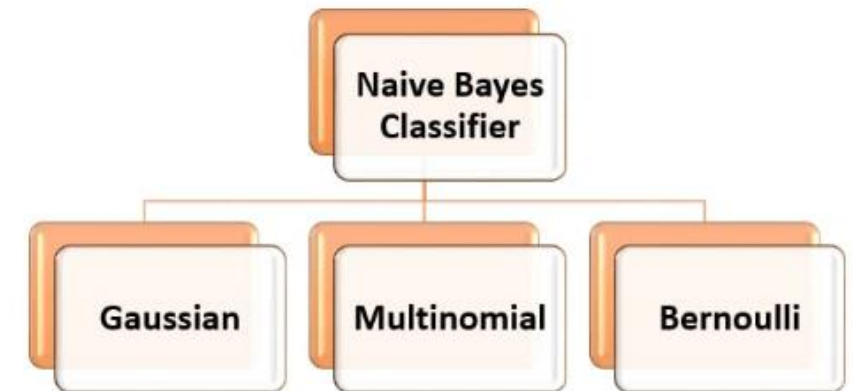 Naive Bayes
Classifier
Gaussian
Multinomial
Bernoulli